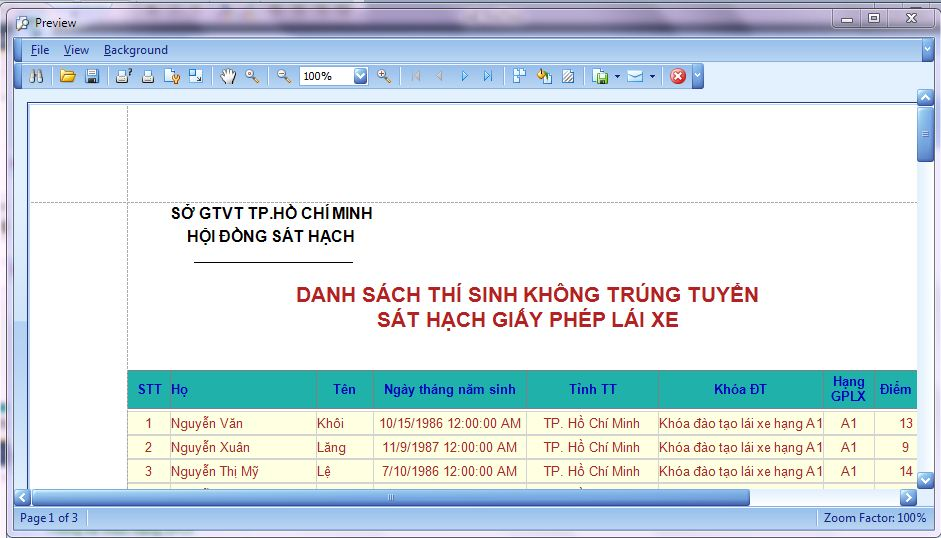 Preview
File View Background
100%
SỞ GTVT TP.HỒ CHÍ MINH
HỘI ĐỒNG SÁT HẠCH
DANH SÁCH THÍ SINH KHÔNG TRÚNG TUYỂN
SÁT HẠCH GIẤY PHÉP LÁI XE
STT Họ Tên Ngày tháng năm sinh Tỉnh TT Khóa ĐT Hạng GPLX Điểm
1 Nguyễn Văn Khôi 10/15/1986 12:00:00 AM TP. Hồ Chí Minh Khóa đào tạo lái xe hạng A1 A1 13
2 Nguyễn Xuân Lăng 11/9/1987 12:00:00 AM TP. Hồ Chí Minh Khóa đào tạo lái xe hạng A1 A1 9
3 Nguyễn Thị Mỹ Lệ 7/10/1986 12:00:00 AM TP. Hồ Chí Minh Khóa đào tạo lái xe hạng A1 A1 14
Page 1 of 3 Zoom Factor: 100%